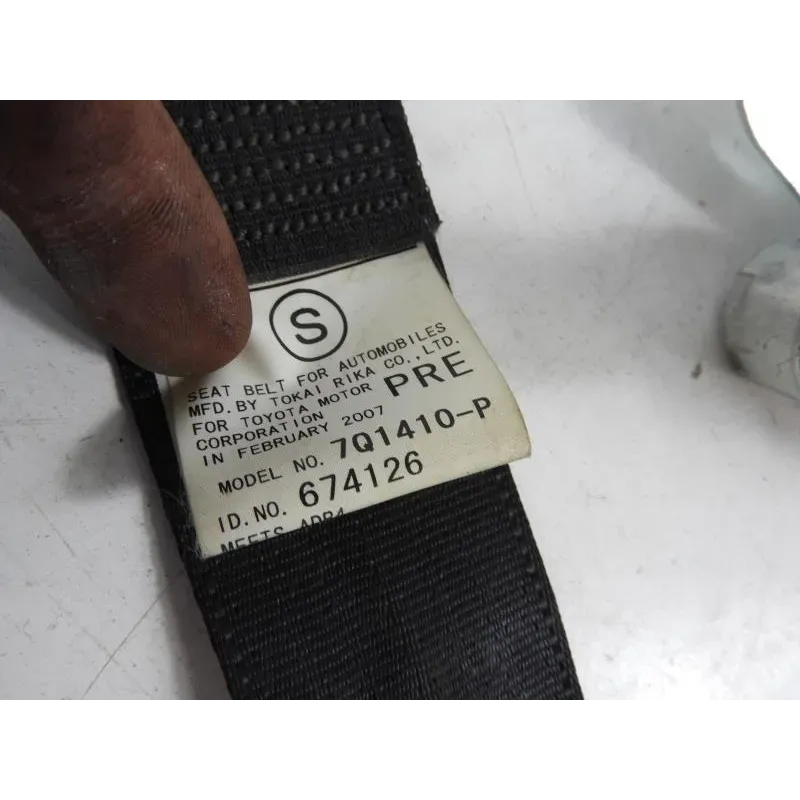 S
SEAT BELT FOR AUTOMOBILES
MFD. BY TOKAI RIKA CO., LTD.
FOR TOYOTA MOTOR PRE
CORPORATION
IN FEBRUARY 2007
MODEL NO. 7Q1410-P
ID. NO. 674126
MEETS